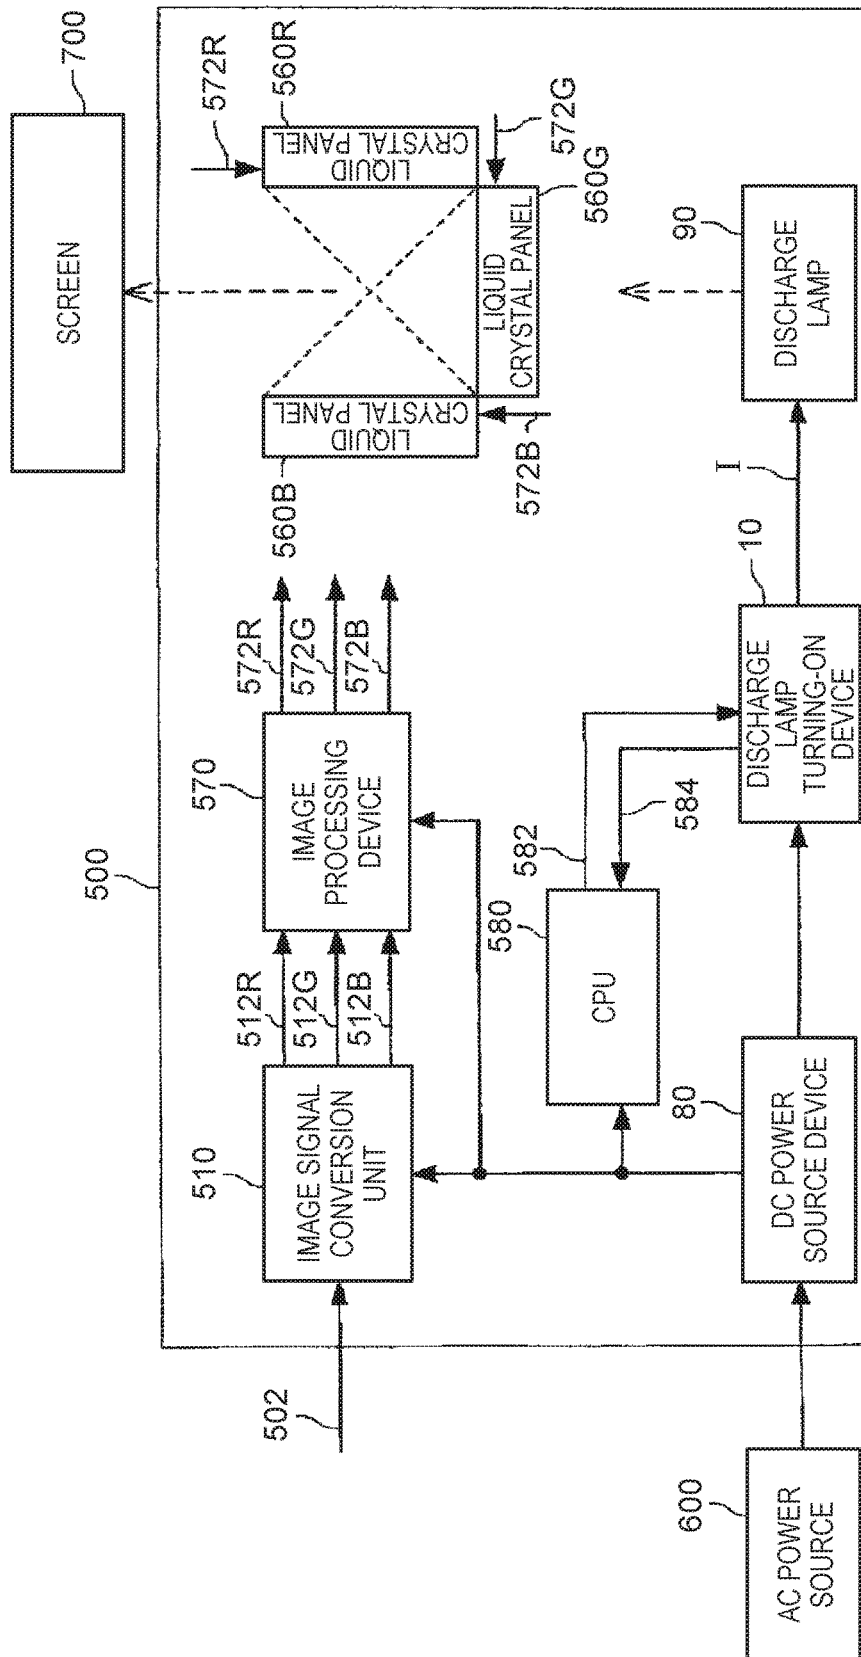 700
SCREEN
500
572R
560R
LIQUID
CRYSTAL PANEL
572G
560G
LIQUID
CRYSTAL PANEL
560B
LIQUID
CRYSTAL PANEL
572B
502
510
IMAGE SIGNAL
CONVERSION
UNIT
512R
512G
512B
570
IMAGE
PROCESSING
DEVICE
572R
572G
572B
580
CPU
582
584
600
AC POWER
SOURCE
80
DC POWER
SOURCE DEVICE
10
DISCHARGE
LAMP
TURNING-ON
DEVICE
I
90
DISCHARGE
LAMP